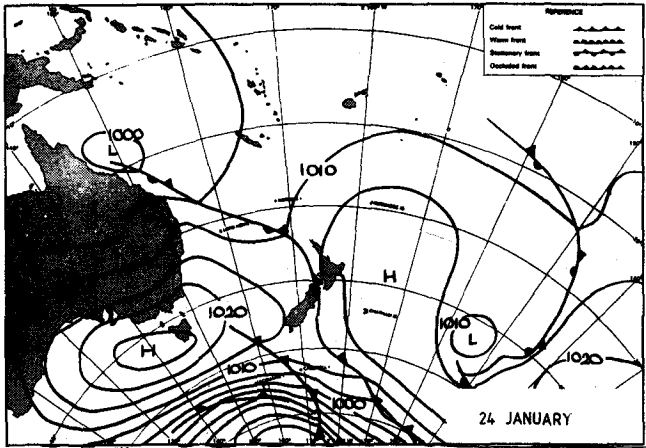 REFERENCE
Cold front
Warm front
Stationary front
Occluded front
1000
L
1010
H
1020
H
1010
1010
L
1020
1000
24 JANUARY